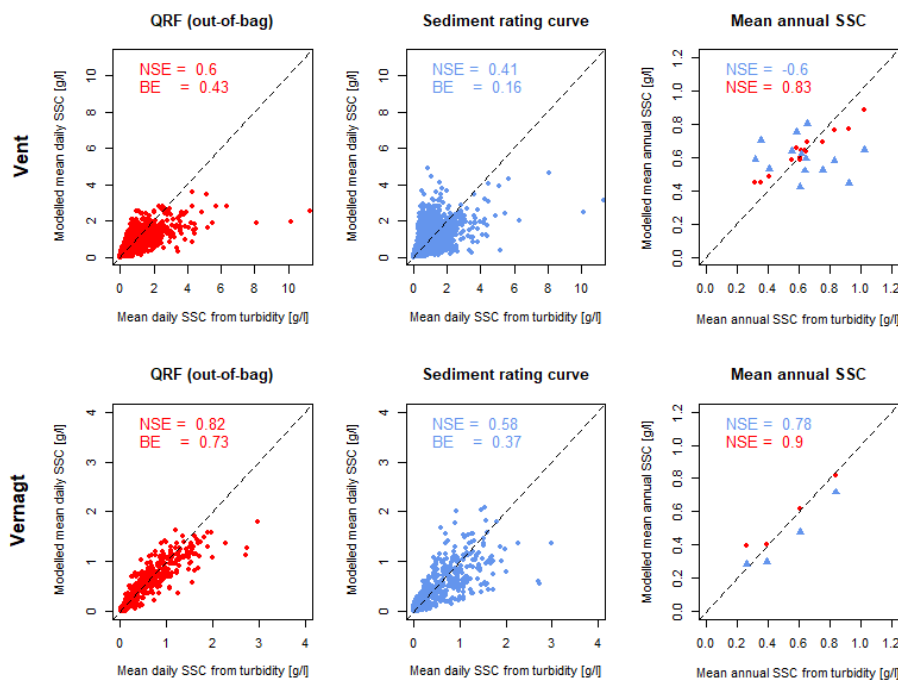 QRF (out-of-bag)
Sediment rating curve
Mean annual SSC
Vent
Modelled mean daily SSC [g/l]
0 2 4 6 8 10
NSE = 0.6
BE = 0.43
0 2 4 6 8 10
Mean daily SSC from turbidity [g/l]
Modelled mean daily SSC [g/l]
0 2 4 6 8 10
NSE = 0.41
BE = 0.16
0 2 4 6 8 10
Mean daily SSC from turbidity [g/l]
Modelled mean annual SSC [g/l]
0.0 0.2 0.4 0.6 0.8 1.0 1.2
NSE = -0.6
NSE = 0.83
0.0 0.2 0.4 0.6 0.8 1.0 1.2
Mean annual SSC from turbidity [g/l]
QRF (out-of-bag)
Sediment rating curve
Mean annual SSC
Vernagt
Modelled mean daily SSC [g/l]
0 1 2 3 4
NSE = 0.82
BE = 0.73
0 1 2 3 4
Mean daily SSC from turbidity [g/l]
Modelled mean daily SSC [g/l]
0 1 2 3 4
NSE = 0.58
BE = 0.37
0 1 2 3 4
Mean daily SSC from turbidity [g/l]
Modelled mean annual SSC [g/l]
0.0 0.2 0.4 0.6 0.8 1.0 1.2
NSE = 0.78
NSE = 0.9
0.0 0.2 0.4 0.6 0.8 1.0 1.2
Mean annual SSC from turbidity [g/l]